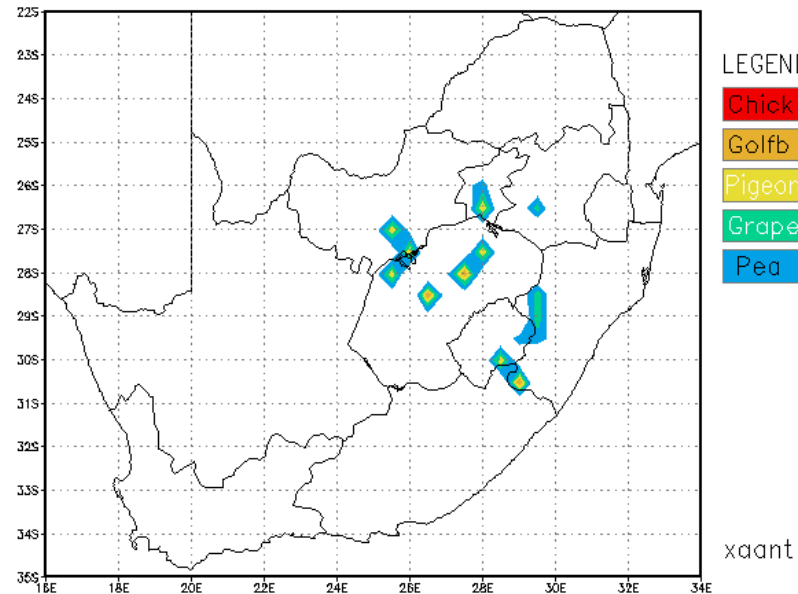 22S
23S
24S
25S
26S
27S
28S
29S
30S
31S
32S
33S
34S
35S
16E 18E 20E 22E 24E 26E 28E 30E 32E 34E
LEGEN
Chick
Golfb
Pigeon
Grape
Pea
xaant